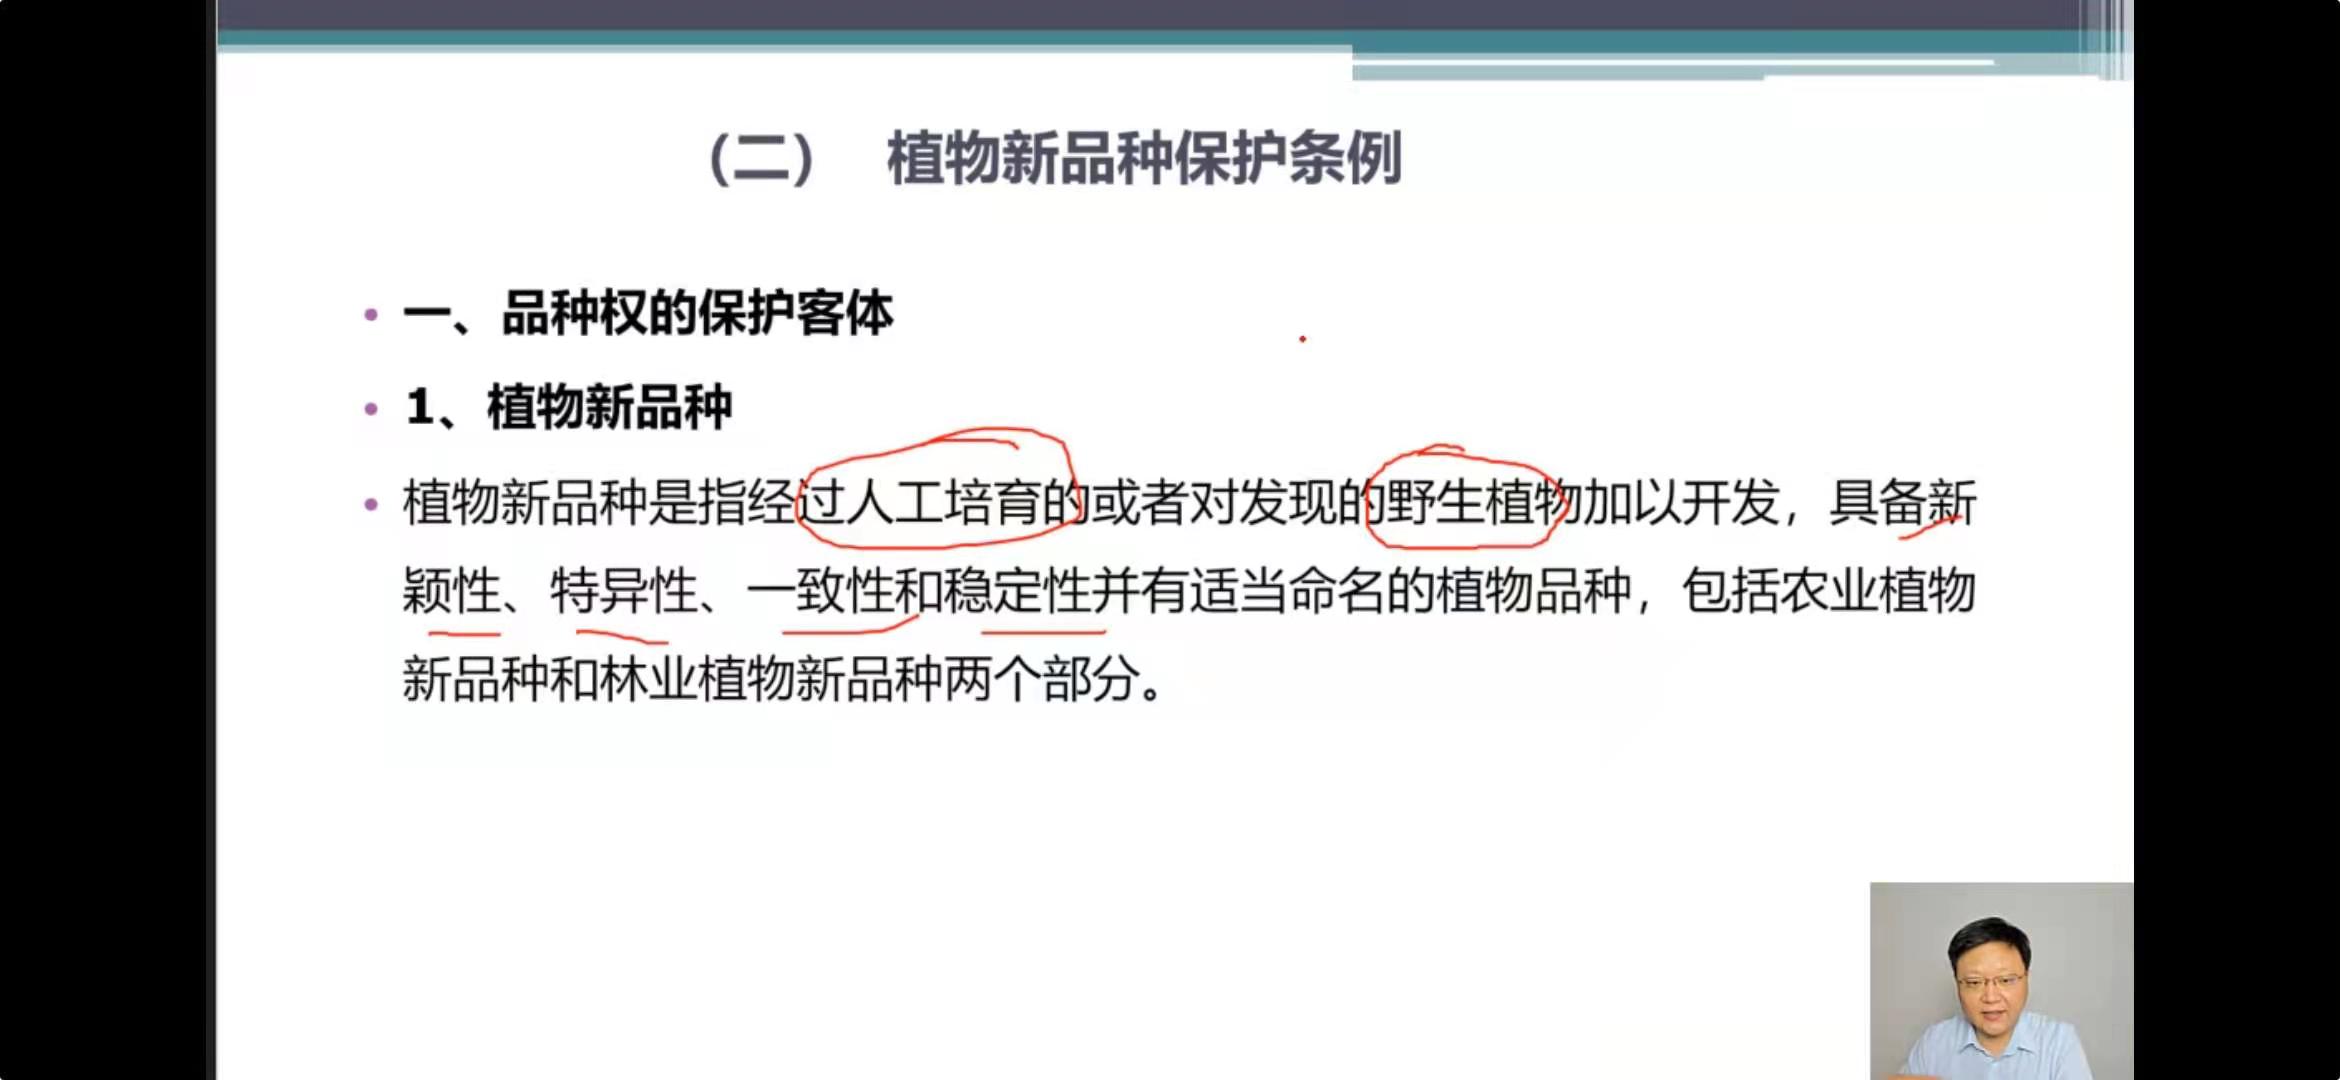 （二） 植物新品种保护条例
• 一、品种权的保护客体
• 1、植物新品种
• 植物新品种是指经过人工培育的或者对发现的野生植物加以开发，具备新
颖性、特异性、一致性和稳定性并有适当命名的植物品种，包括农业植物
新品种和林业植物新品种两个部分。